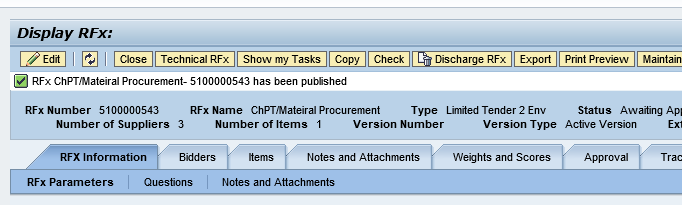 Display RFx:
Edit Close Technical RFx Show my Tasks Copy Check Discharge RFx Export Print Preview Maintain
RFx ChPT/Mateiral Procurement- 5100000543 has been published
RFx Number 5100000543 RFx Name ChPT/Mateiral Procurement Type Limited Tender 2 Env Status Awaiting App
Number of Suppliers 3 Number of Items 1 Version Number Version Type Active Version Ext
RFX Information Bidders Items Notes and Attachments Weights and Scores Approval Trac
RFx Parameters Questions Notes and Attachments